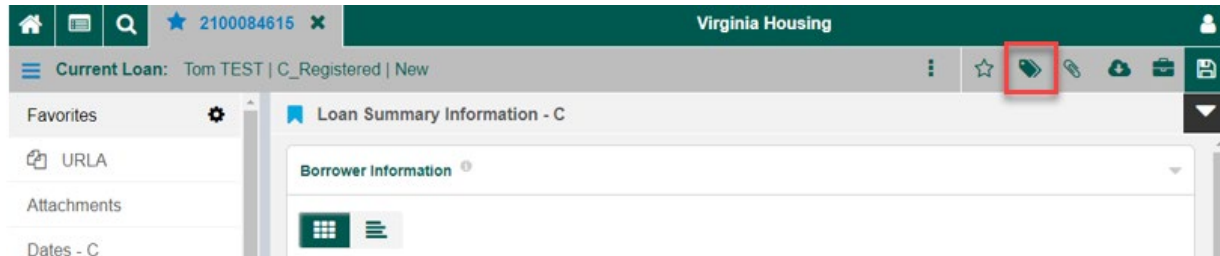 2100084615
Virginia Housing
Current Loan: Tom TEST | C_Registered | New
Favorites
Loan Summary Information - C
URLA
Borrower Information
Attachments
Dates - C